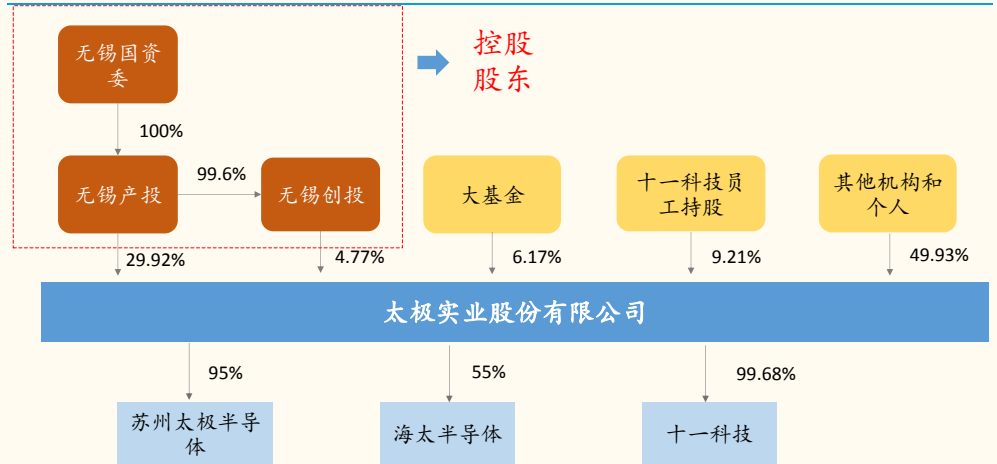 无锡国资
委
控股
股东
100%
无锡产投
99.6%
无锡创投
大基金
十一科技员
工持股
其他机构和
个人
29.92%
4.77%
6.17%
9.21%
49.93%
太极实业股份有限公司
95%
55%
99.68%
苏州太极半导
体
海太半导体
十一科技